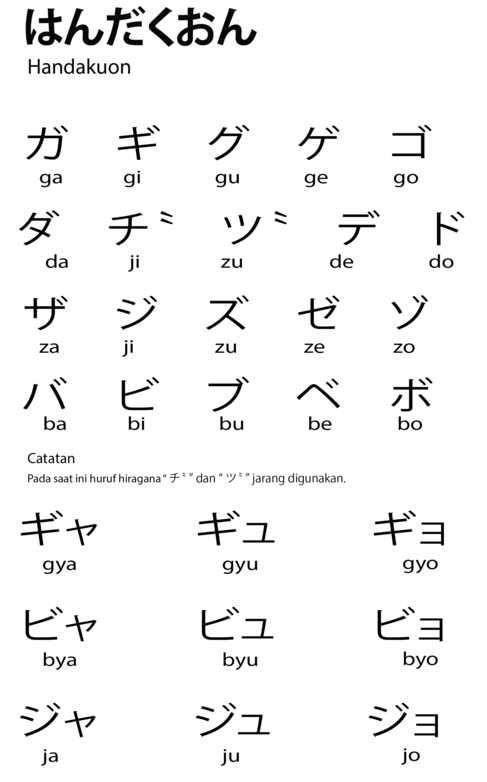 はんだくおん
Handakuon
ガ ギ グ ゲ ゴ
ga gi gu ge go
ダ チ〴〵 ツ〴〵 デ ド
da ji zu de do
ザ ジ ズ ゼ ゾ
za ji zu ze zo
バ ビ ブ ベ ボ
ba bi bu be bo
Catatan
Pada saat ini huruf hiragana “ チ゛” dan “ ツ゛” jarang digunakan.
ギャ ギュ ギョ
gya gyu gyo
ビャ ビュ ビョ
bya byu byo
ジャ ジュ ジョ
ja ju jo